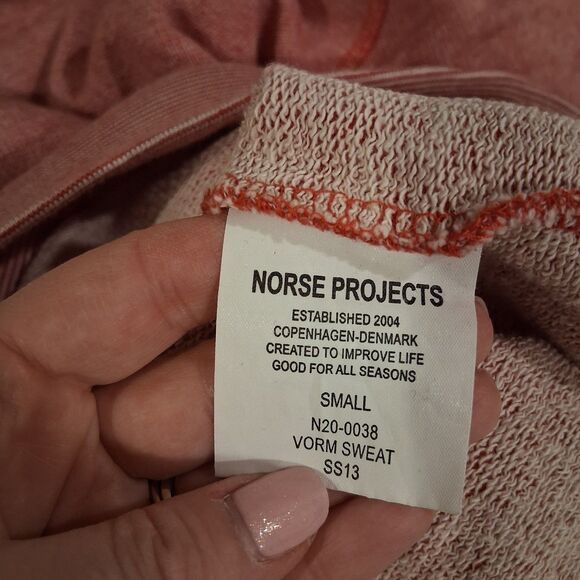 NORSE PROJECTS
ESTABLISHED 2004
COPENHAGEN-DENMARK
CREATED TO IMPROVE LIFE
GOOD FOR ALL SEASONS
SMALL
N20-0038
VORM SWEAT
SS13